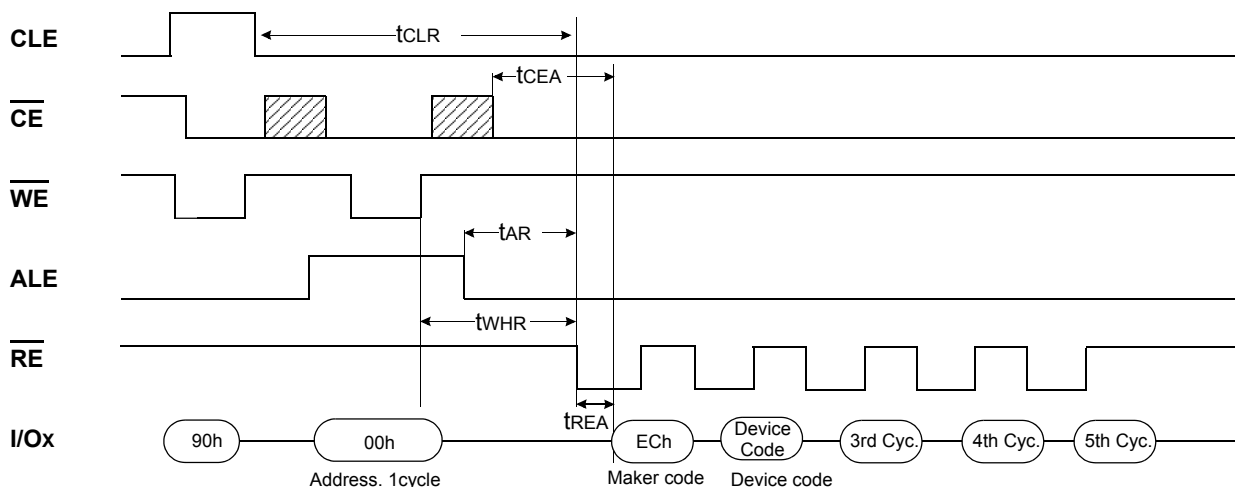 CLE
tCLR
tCEA
CE
WE
tAR
ALE
tWHR
RE
tREA
I/Ox
90h
00h
ECh
Device
Code
3rd Cyc.
4th Cyc.
5th Cyc.
Address. 1cycle
Maker code
Device code